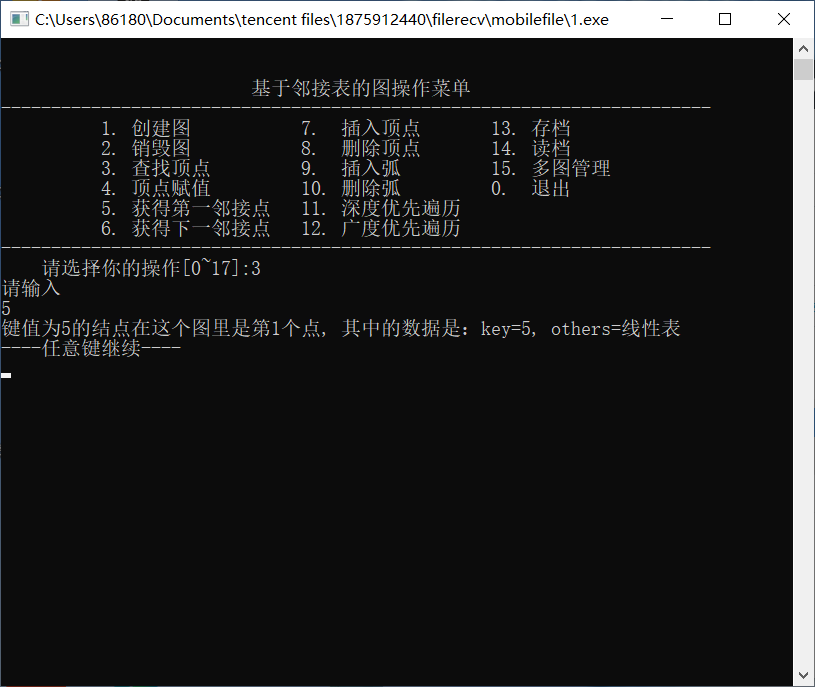 C:\Users\86180\Documents\tencent files\1875912440\filerecv\mobilefile\1.exe
基于邻接表的图操作菜单
-----------------------------------------------------------------------
1. 创建图 7. 插入顶点 13. 存档
2. 销毁图 8. 删除顶点 14. 读档
3. 查找顶点 9. 插入弧 15. 多图管理
4. 顶点赋值 10. 删除弧 0. 退出
5. 获得第一邻接点 11. 深度优先遍历
6. 获得下一邻接点 12. 广度优先遍历
-----------------------------------------------------------------------
请选择你的操作[0~17]:3
请输入
5
键值为5的结点在这个图里是第1个点, 其中的数据是：key=5, others=线性表
----任意键继续----